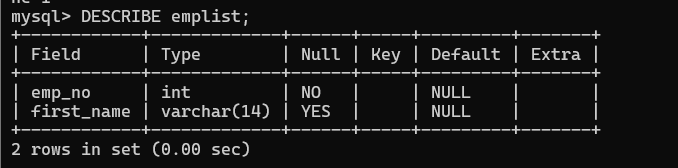 mysql> DESCRIBE emplist;
+------------+-------------+------+-----+---------+-------+
| Field      | Type        | Null | Key | Default | Extra |
+------------+-------------+------+-----+---------+-------+
| emp_no     | int         | NO   |     | NULL    |       |
| first_name | varchar(14) | YES  |     | NULL    |       |
+------------+-------------+------+-----+---------+-------+
2 rows in set (0.00 sec)